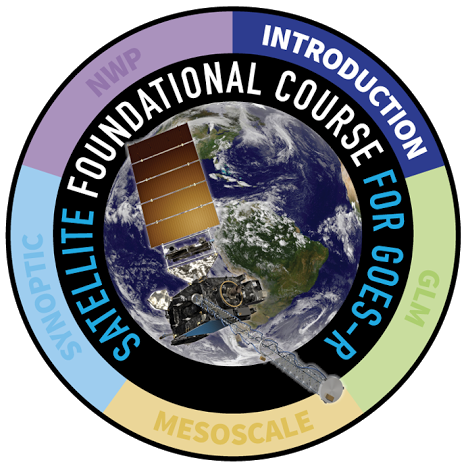 SATELLITE FOUNDATIONAL COURSE FOR GOES-R
INTRODUCTION
GLM
MESOSCALE
SYNOPTIC
NWP